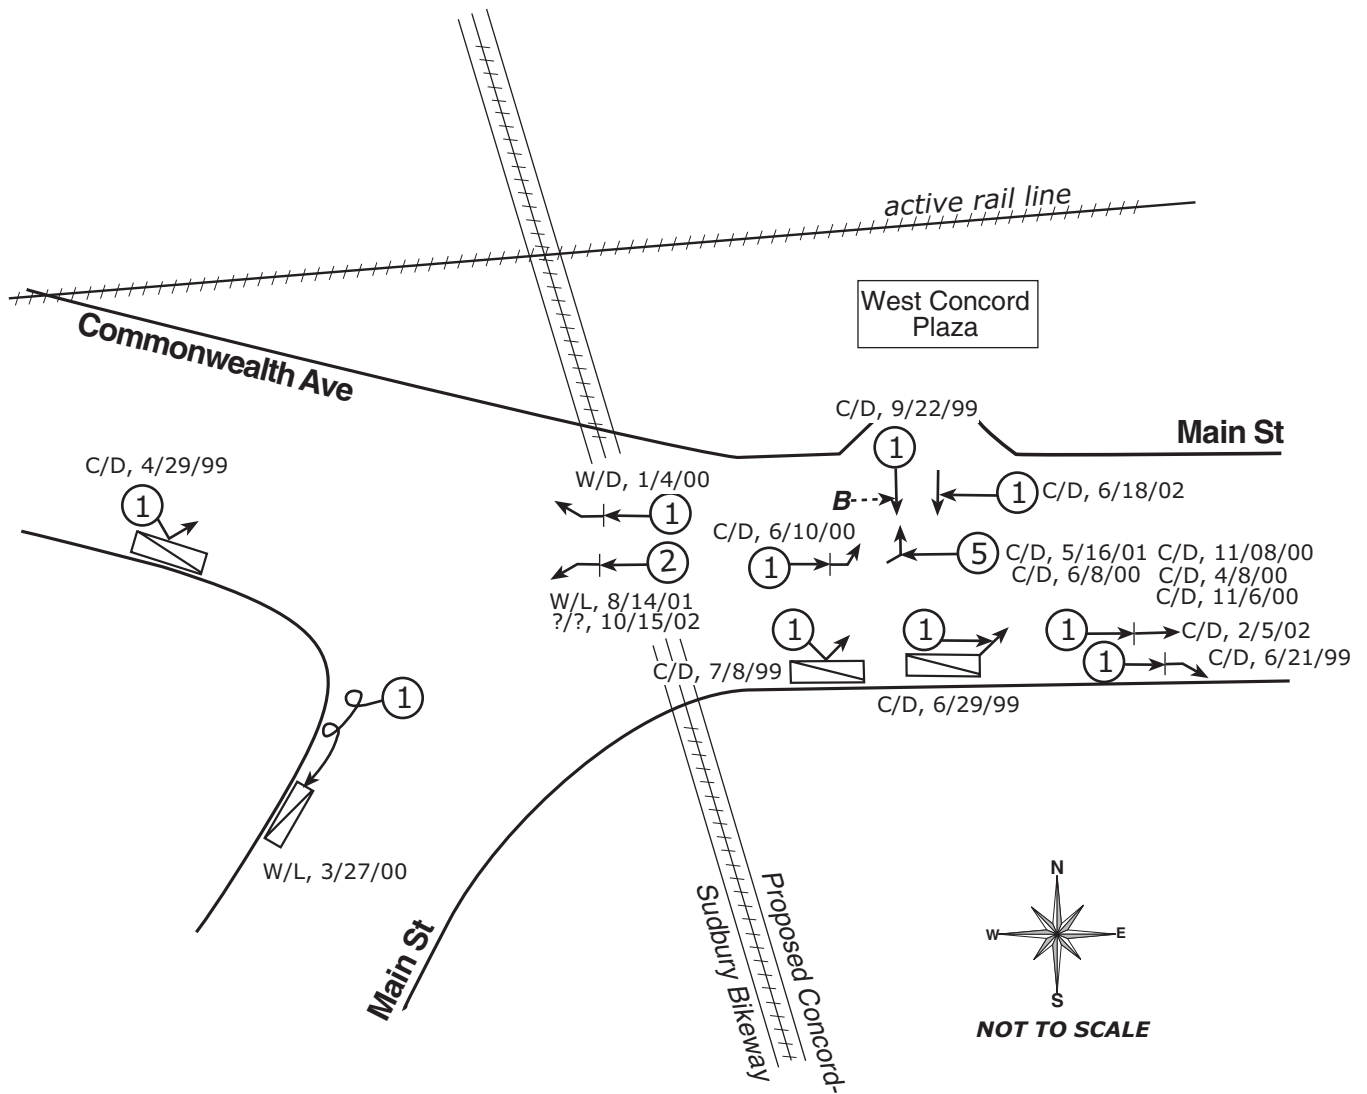 active rail line
West Concord
Plaza
Commonwealth Ave
C/D, 9/22/99
Main St
1
C/D, 4/29/99
1
W/D, 1/4/00
1
B
1
C/D, 6/18/02
C/D, 6/10/00
1
2
5
C/D, 5/16/01 C/D, 11/08/00
C/D, 6/8/00 C/D, 4/8/00
C/D, 11/6/00
W/L, 8/14/01
?/?, 10/15/02
1
1
1
C/D, 2/5/02
1
C/D, 6/21/99
C/D, 7/8/99
C/D, 6/29/99
1
W/L, 3/27/00
Main St
Sudbury Bikeway
Proposed Concord-
N
W
E
S
NOT TO SCALE